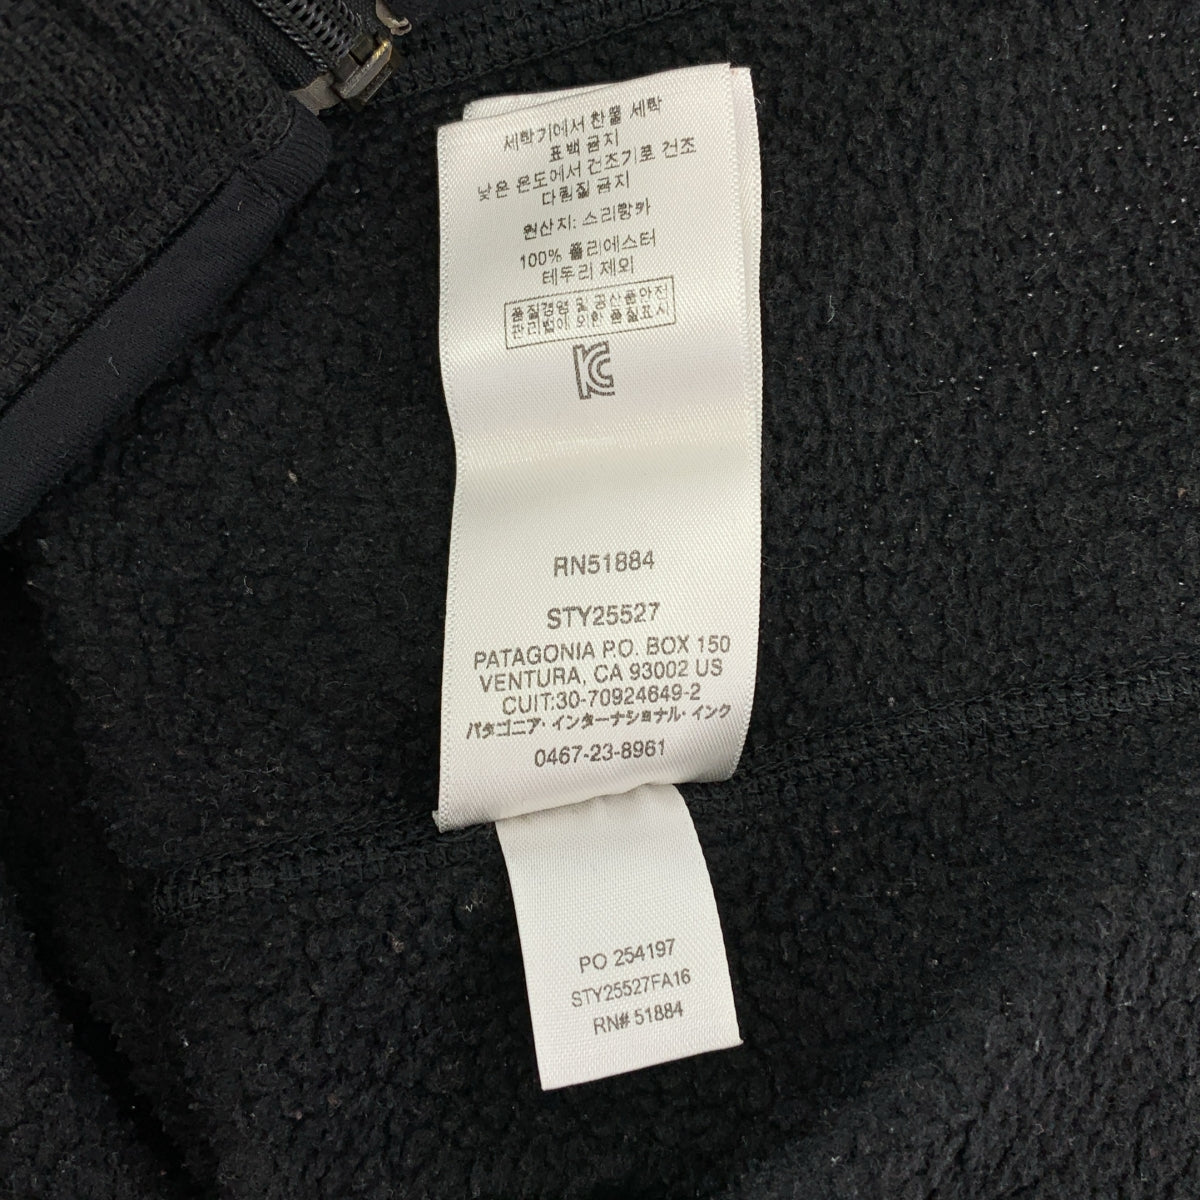 세탁기에서 찬물 세탁
표백 금지
낮은 온도에서 건조기로 건조
다림질 금지
원산지: 스리랑카
100% 폴리에스터
테두리 제외
품질경영 및 공산품안전
관리법에 의한 품질표시
KC
RN51884
STY25527
PATAGONIA P.O. BOX 150
VENTURA, CA 93002 US
CUIT:30-70924649-2
パタゴニア・インターナショナル・インク
0467-23-8961
PO 254197
STY25527FA16
RN# 51884